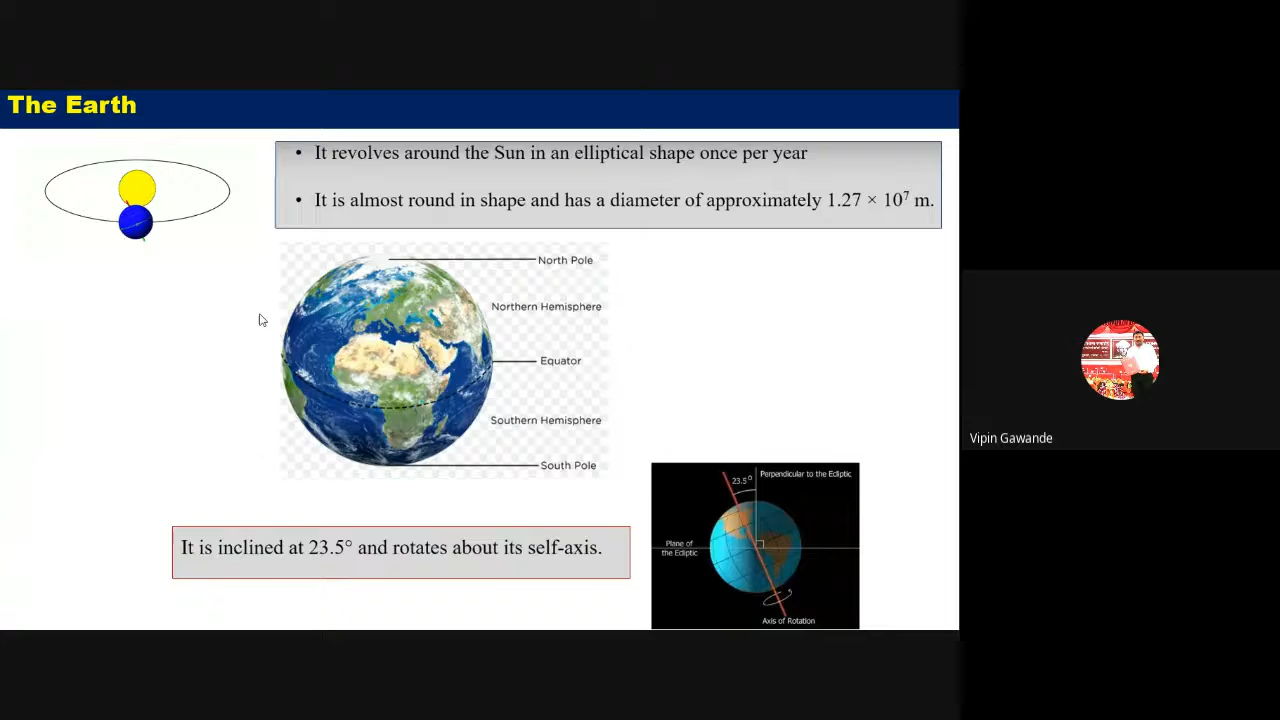 The Earth
• It revolves around the Sun in an elliptical shape once per year
• It is almost round in shape and has a diameter of approximately 1.27 × 10⁷ m.
North Pole
Northern Hemisphere
Equator
Southern Hemisphere
South Pole
Vipin Gawande
23.5°
Perpendicular to the Ecliptic
Plane of
the Ecliptic
Axis of Rotation
It is inclined at 23.5° and rotates about its self-axis.